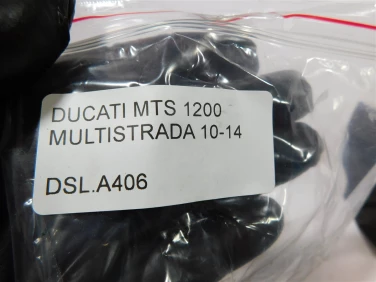 DUCATI MTS 1200
MULTISTRADA 10-14
DSL.A406